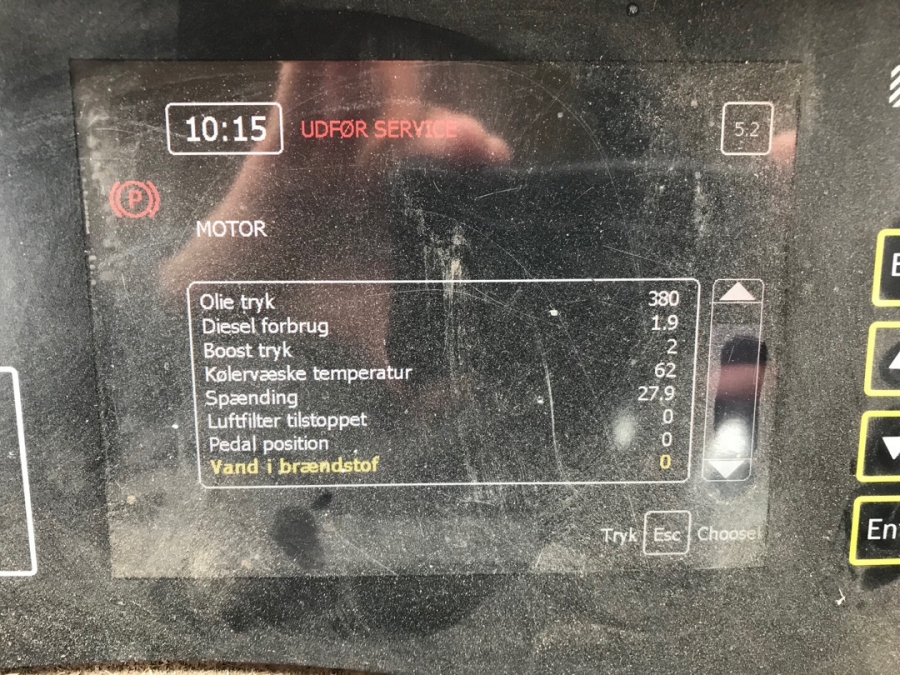 10:15 UDFØR SERVICE 5.2
P
MOTOR
Olie tryk 380
Diesel forbrug 1.9
Boost tryk 2
Kølervæske temperatur 62
Spænding 27.9
Luftfilter tilstoppet 0
Pedal position 0
Vand i brændstof 0
Tryk Esc Choose!